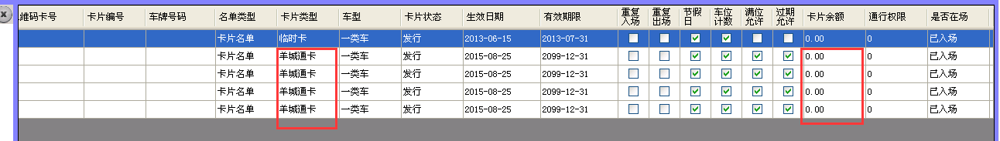 维码卡号 卡片编号 车牌号码 名单类型 卡片类型 车型 卡片状态 生效日期 有效期限 重复入场 重复出场 节假日 车位计数 满位允许 过期允许 卡片余额 通行权限 是否在场
卡片名单 临时卡 一类车 发行 2013-06-15 2013-07-31 0.00 0 已入场
卡片名单 羊城通卡 一类车 发行 2015-08-25 2099-12-31 0.00 0 已入场
卡片名单 羊城通卡 一类车 发行 2015-08-25 2099-12-31 0.00 0 已入场
卡片名单 羊城通卡 一类车 发行 2015-08-25 2099-12-31 0.00 0 已入场
卡片名单 羊城通卡 一类车 发行 2015-08-25 2099-12-31 0.00 0 已入场